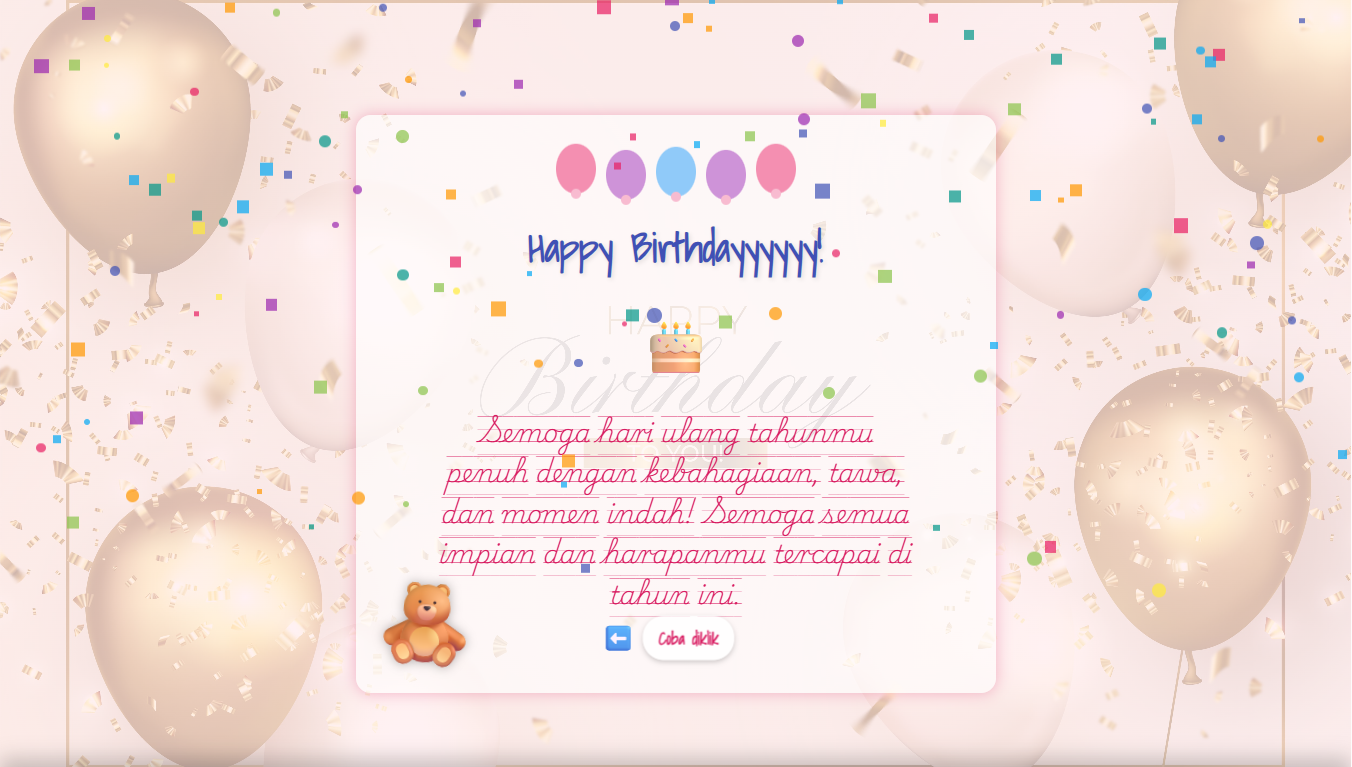 Happy Birthdayyyyyy!
HAPPY
Birthday
Semoga hari ulang tahunmu
YOU
penuh dengan kebahagiaan, tawa,
dan momen indah! Semoga semua
impian dan harapanmu tercapai di
tahun ini.
Coba diklik